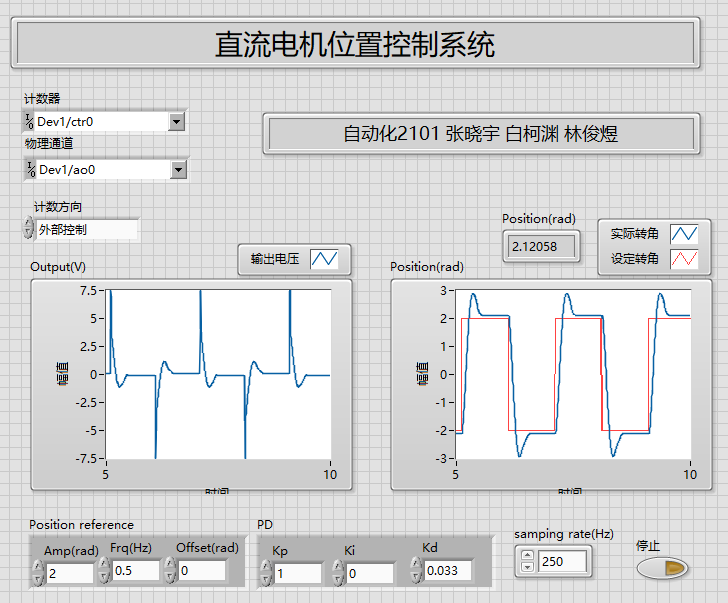 直流电机位置控制系统
计数器
Dev1/ctr0
自动化2101 张晓宇 白柯渊 林俊煜
物理通道
Dev1/ao0
计数方向
外部控制
Position(rad)
2.12058
实际转角
设定转角
输出电压
Output(V)
Position(rad)
7.5
5
2.5
0
-2.5
-5
-7.5
幅值
5
10
时间
3
2
1
0
-1
-2
-3
幅值
5
10
时间
Position reference
Amp(rad)
Frq(Hz)
Offset(rad)
2
0.5
0
PD
Kp
Ki
Kd
1
0
0.033
samping rate(Hz)
250
停止